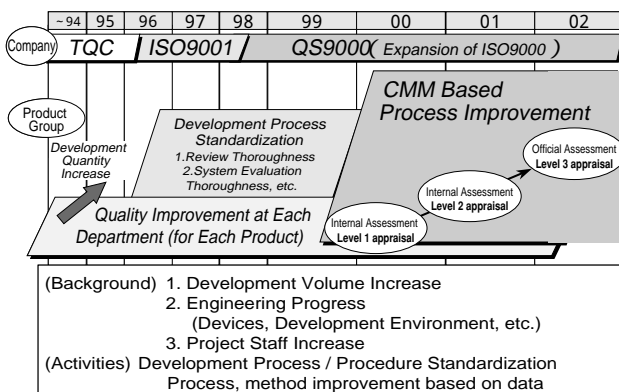 ~94 95 96 97 98 99 00 01 02
Company TQC ISO9001 QS9000( Expansion of ISO9000 )
CMM Based
Process Improvement
Product
Group
Development
Quantity
Increase
Development Process
Standardization
1.Review Thoroughness
2.System Evaluation
Thoroughness, etc.
Official Assessment
Level 3 appraisal
Internal Assessment
Level 2 appraisal
Internal Assessment
Level 1 appraisal
Quality Improvement at Each
Department (for Each Product)
(Background) 1. Development Volume Increase
2. Engineering Progress
(Devices, Development Environment, etc.)
3. Project Staff Increase
(Activities) Development Process / Procedure Standardization
Process, method improvement based on data